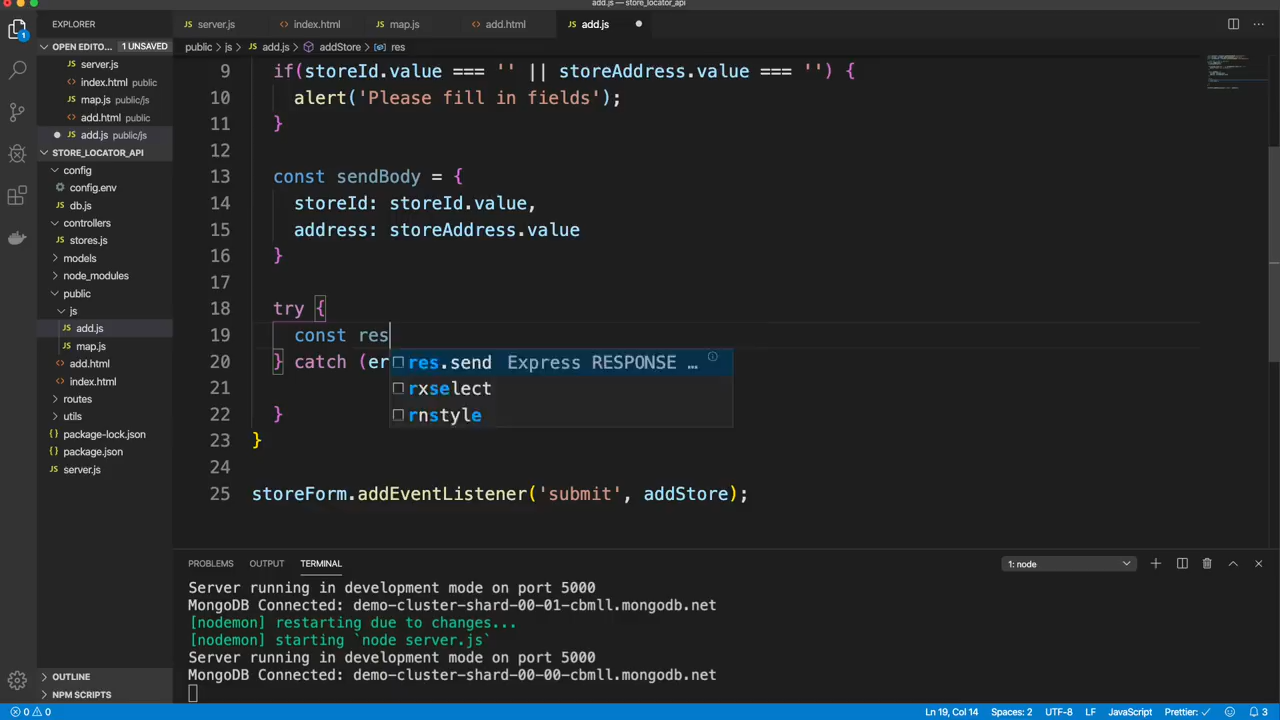 add.js — store_locator_api
EXPLORER
server.js
index.html
map.js
add.html
add.js
OPEN EDITO... 1 UNSAVED
server.js
index.html public
map.js public/js
add.html public
add.js public/js
STORE_LOCATOR_API
config
config.env
db.js
controllers
stores.js
models
node_modules
public
js
add.js
map.js
add.html
index.html
routes
utils
package-lock.json
package.json
server.js
OUTLINE
NPM SCRIPTS
public > js > JS add.js > addStore > res
9 if(storeId.value === '' || storeAddress.value === '') {
10 alert('Please fill in fields');
11 }
12
13 const sendBody = {
14 storeId: storeId.value,
15 address: storeAddress.value
16 }
17
18 try {
19 const res
20 } catch (er
res.send Express RESPONSE …
21
rxselect
22 }
rnstyle
23 }
24
25 storeForm.addEventListener('submit', addStore);
PROBLEMS OUTPUT TERMINAL
1: node
Server running in development mode on port 5000
MongoDB Connected: demo-cluster-shard-00-01-cbmll.mongodb.net
[nodemon] restarting due to changes...
[nodemon] starting `node server.js`
Server running in development mode on port 5000
MongoDB Connected: demo-cluster-shard-00-00-cbmll.mongodb.net
0 0 Ln 19, Col 14 Spaces: 2 UTF-8 LF JavaScript Prettier: ✓ 3